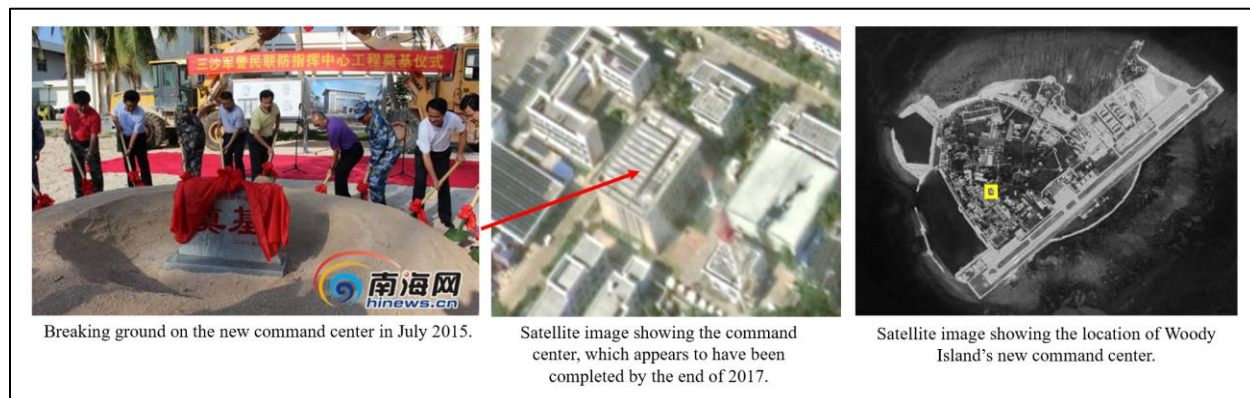 三沙军警民联防指挥中心工程奠基仪式
奠基
南海网
hinews.cn
Breaking ground on the new command center in July 2015.
Satellite image showing the command
center, which appears to have been
completed by the end of 2017.
Satellite image showing the location of Woody
Island’s new command center.